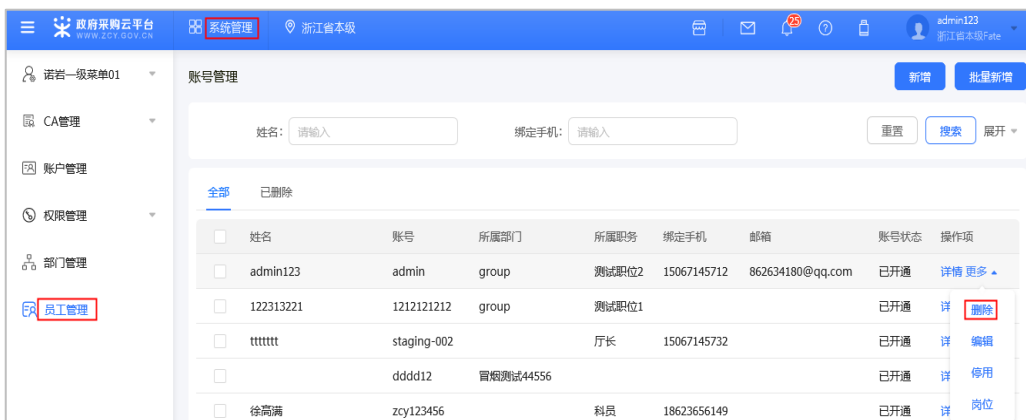 政府采购云平台 系统管理 浙江省本级 25 admin123
WWW.ZCY.GOV.CN 浙江省本级Fate
诺岩一级菜单01
CA管理
账户管理
权限管理
部门管理
员工管理
账号管理 新增 批量新增
姓名: 请输入 绑定手机: 请输入 重置 搜索 展开
全部 已删除
姓名 账号 所属部门 所属职务 绑定手机 邮箱 账号状态 操作项
admin123 admin group 测试职位2 15067145712 862634180@qq.com 已开通 详情 更多
122313221 1212121212 group 测试职位1 已开通 详 删除
ttttttt staging-002 厅长 15067145732 已开通 详 编辑
dddd12 冒烟测试44556 已开通 详 停用
徐高满 zcy123456 科员 18623656149 已开通 详 岗位